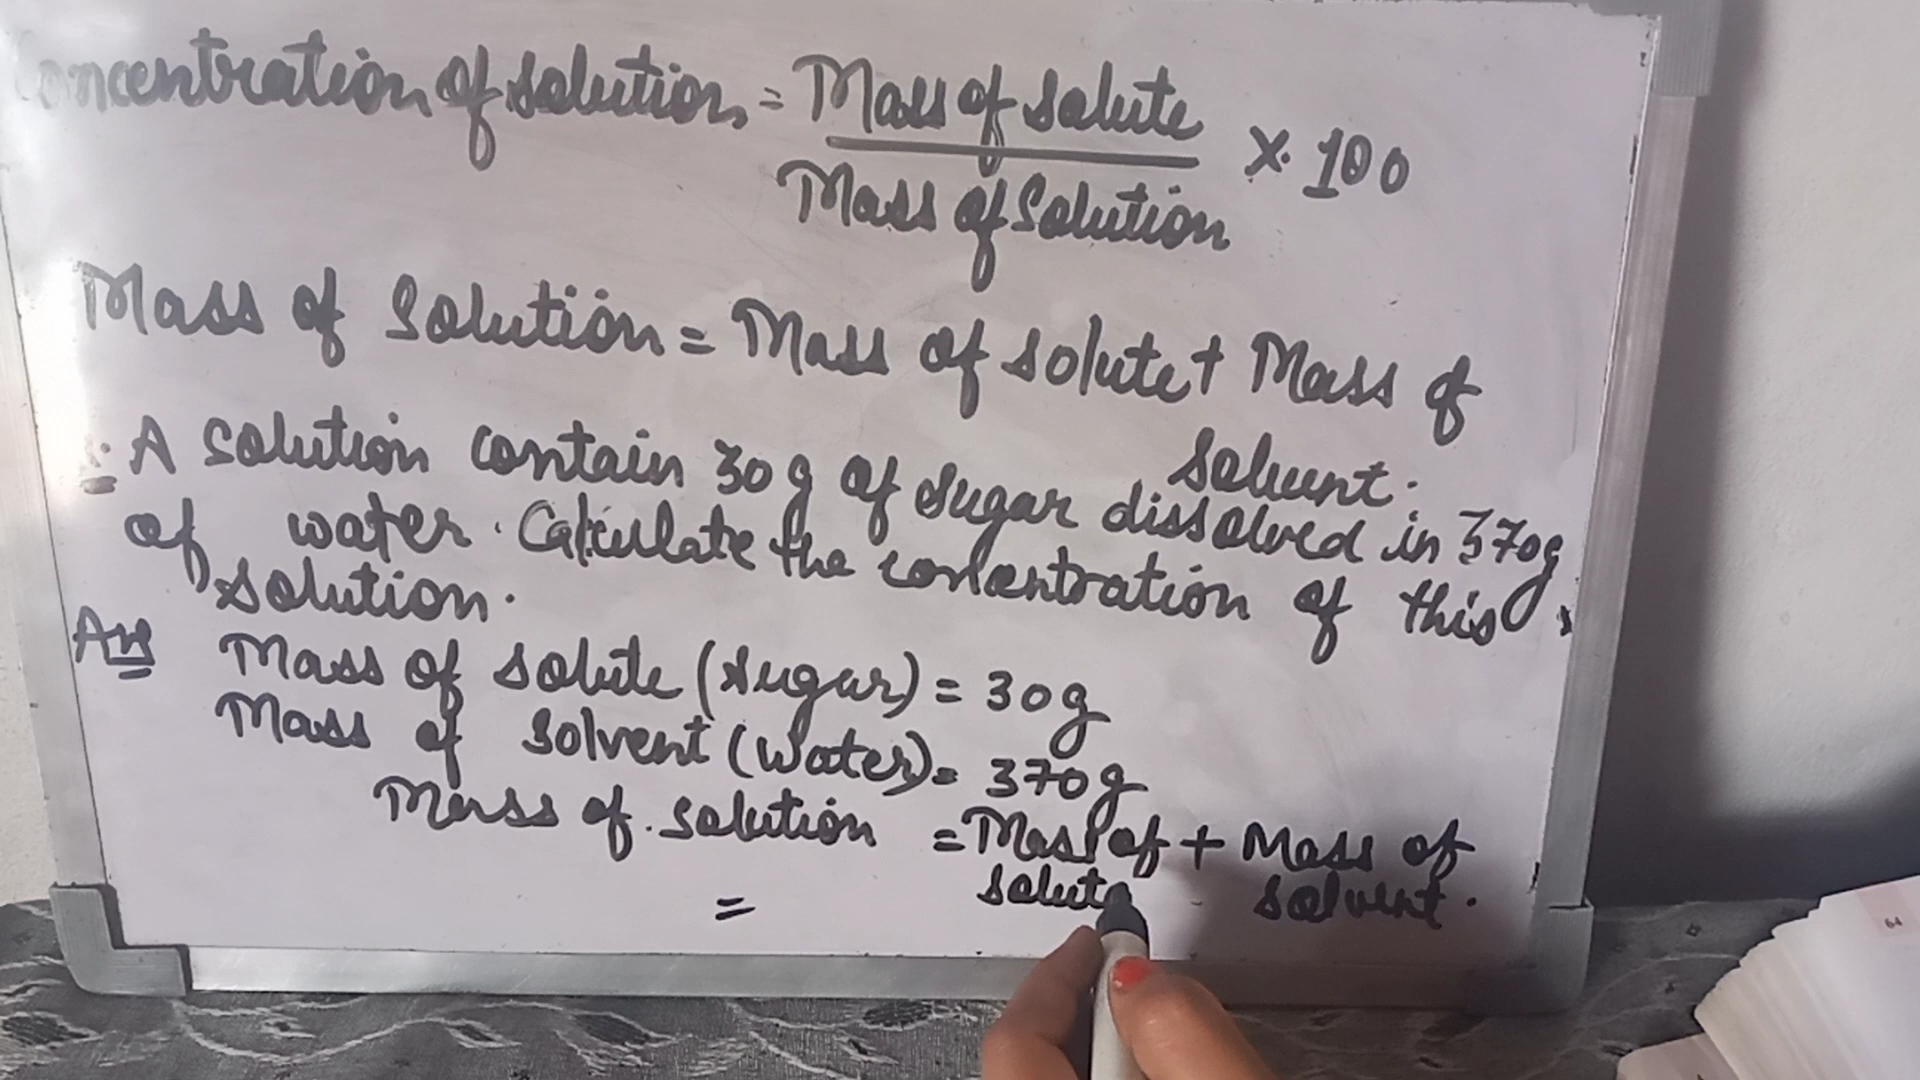 Concentration of solution = Mass of solute / Mass of Solution × 100
Mass of Solution = Mass of solute + Mass of
Solvent.
A solution contain 30g of sugar dissolved in 370g
of water. Calculate the concentration of this
solution.
Ans Mass of solute (sugar) = 30g
Mass of solvent (water) = 370g
Mass of solution = Mass of + Mass of
solute solvent.
=
64